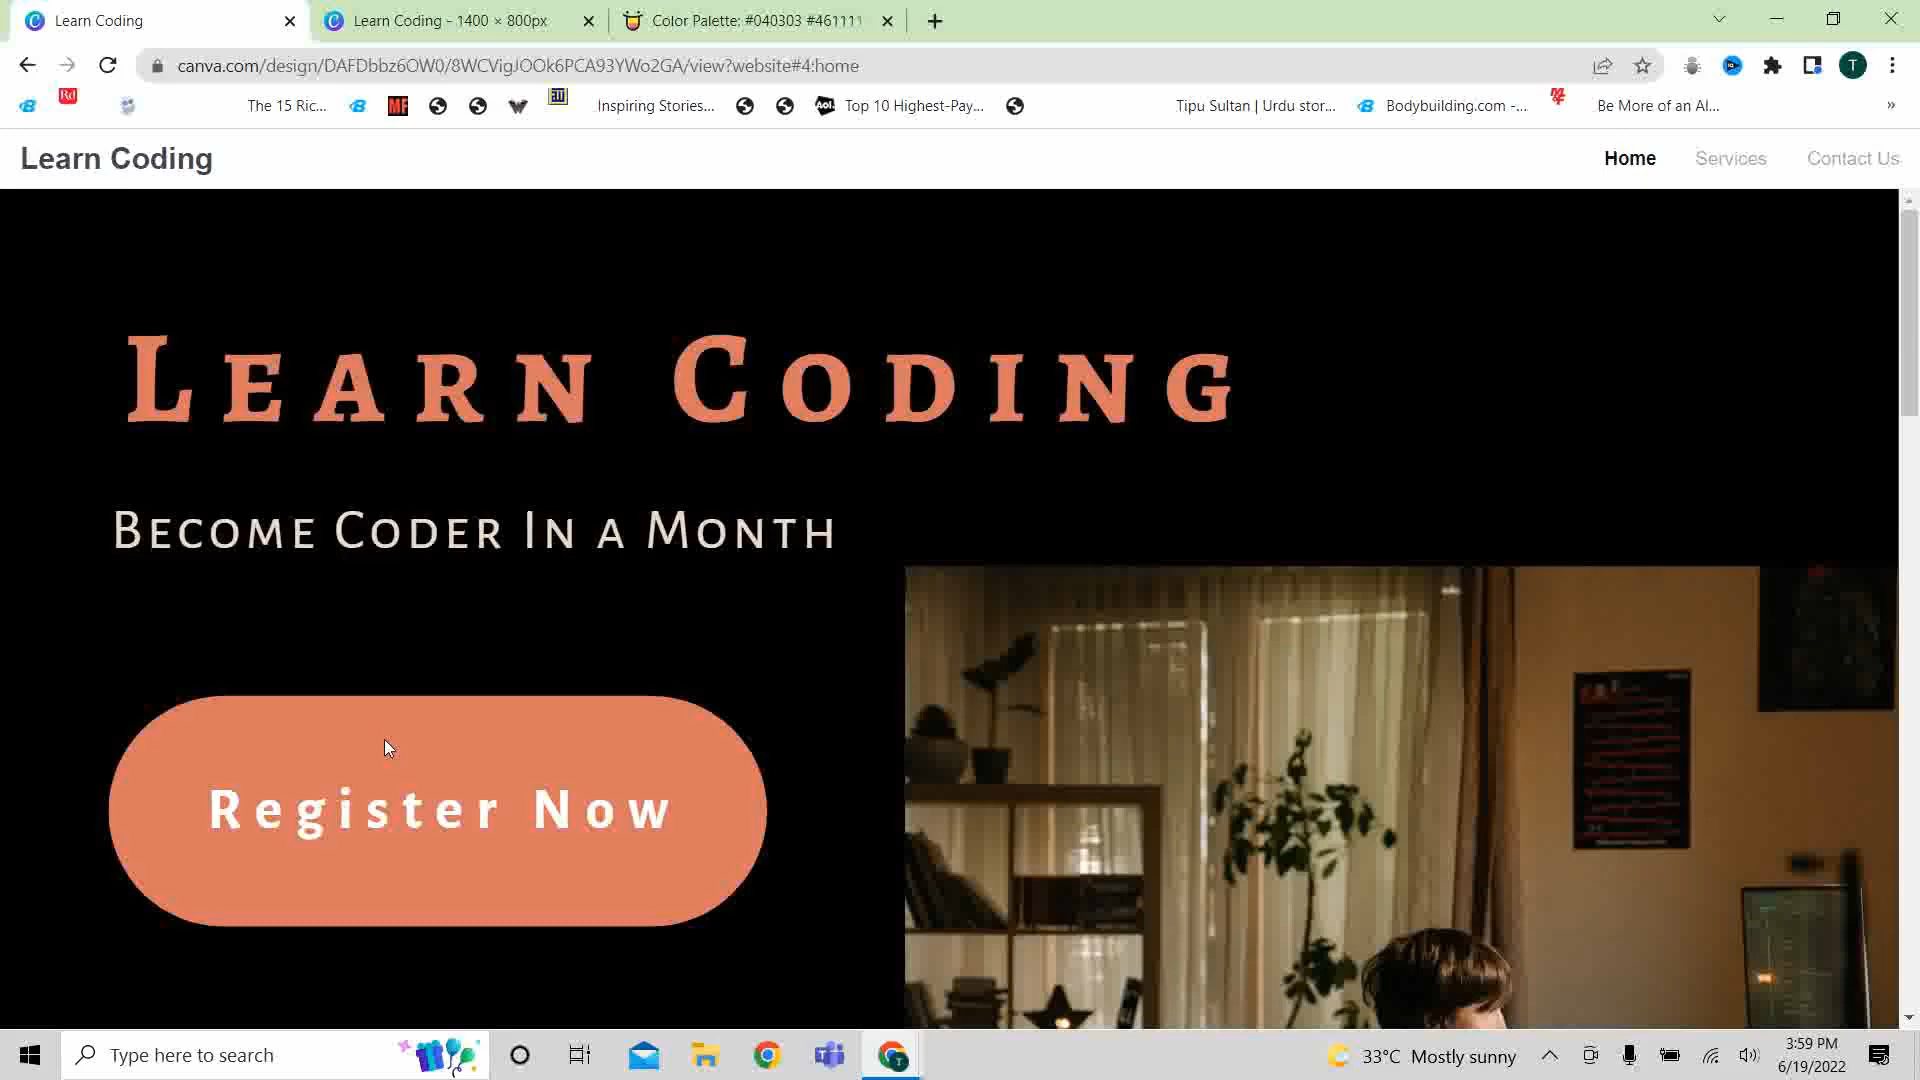 Learn Coding
Learn Coding - 1400 × 800px
Color Palette: #040303 #461111
canva.com/design/DAFDbbz6OW0/8WCVigJOOk6PCA93YWo2GA/view?website#4:home
T
Rd
The 15 Ric...
MF
Inspiring Stories...
Aol.
Top 10 Highest-Pay...
Tipu Sultan | Urdu stor...
Bodybuilding.com -...
Be More of an Al...
»
Learn Coding
Home
Services
Contact Us
Learn Coding
Become Coder In a Month
Register Now
Type here to search
33°C Mostly sunny
3:59 PM
6/19/2022